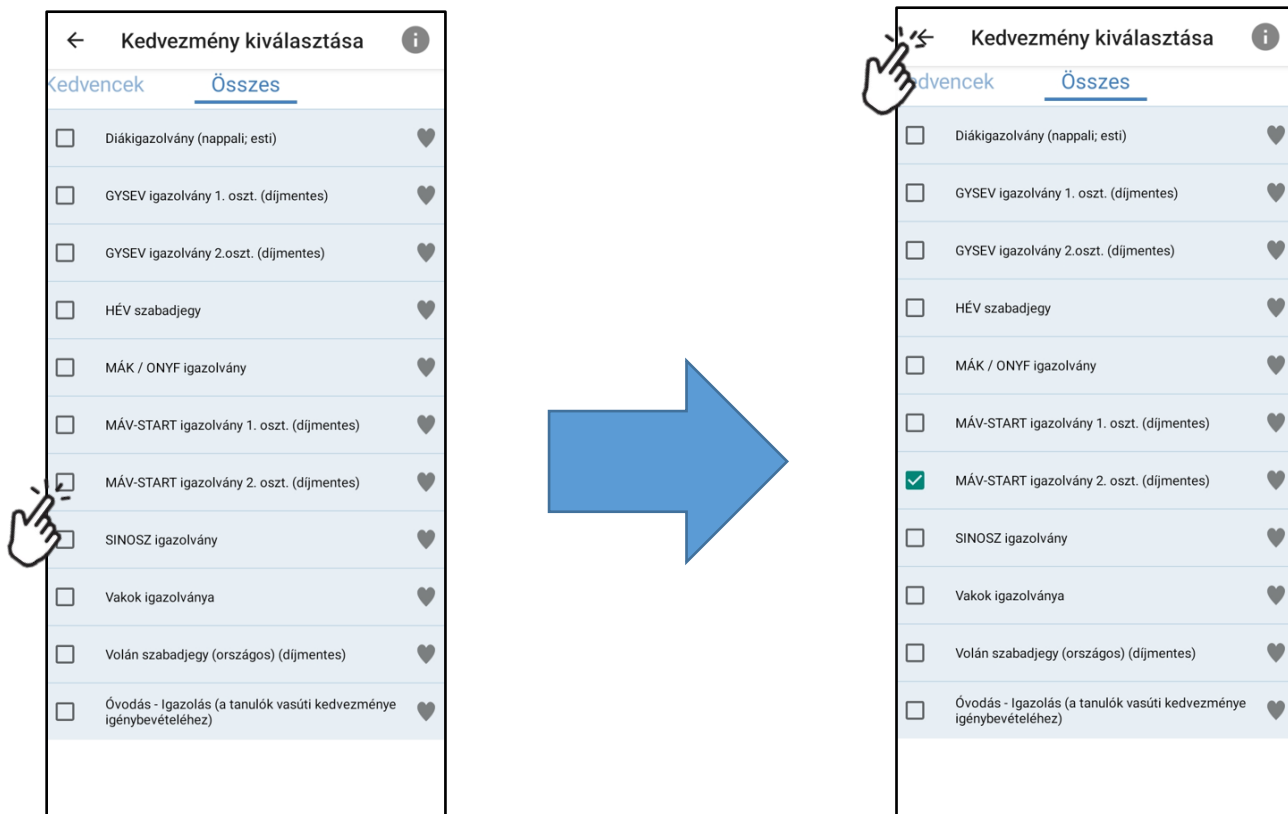 Kedvezmény kiválasztása
Kedvencek Összes
Diákigazolvány (nappali; esti)
GYSEV igazolvány 1. oszt. (díjmentes)
GYSEV igazolvány 2.oszt. (díjmentes)
HÉV szabadjegy
MÁK / ONYF igazolvány
MÁV-START igazolvány 1. oszt. (díjmentes)
MÁV-START igazolvány 2. oszt. (díjmentes)
SINOSZ igazolvány
Vakok igazolványa
Volán szabadjegy (országos) (díjmentes)
Óvodás - Igazolás (a tanulók vasúti kedvezménye
igénybevételéhez)
Kedvezmény kiválasztása
edvencek Összes
Diákigazolvány (nappali; esti)
GYSEV igazolvány 1. oszt. (díjmentes)
GYSEV igazolvány 2.oszt. (díjmentes)
HÉV szabadjegy
MÁK / ONYF igazolvány
MÁV-START igazolvány 1. oszt. (díjmentes)
MÁV-START igazolvány 2. oszt. (díjmentes)
SINOSZ igazolvány
Vakok igazolványa
Volán szabadjegy (országos) (díjmentes)
Óvodás - Igazolás (a tanulók vasúti kedvezménye
igénybevételéhez)